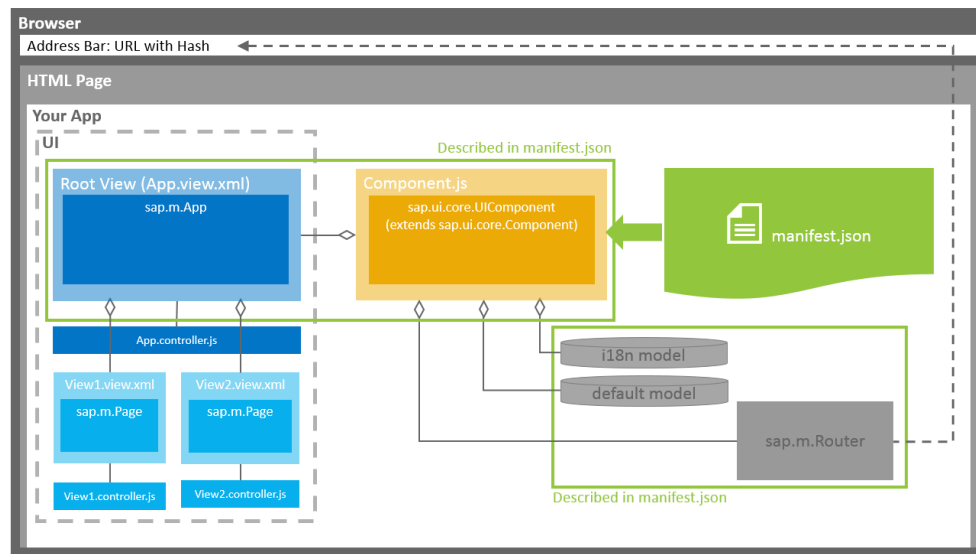 Browser
Address Bar: URL with Hash
HTML Page
Your App
UI
Described in manifest.json
Root View (App.view.xml)
sap.m.App
Component.js
sap.ui.core.UIComponent
(extends sap.ui.core.Component)
manifest.json
App.controller.js
i18n model
default model
View1.view.xml
sap.m.Page
View2.view.xml
sap.m.Page
sap.m.Router
View1.controller.js
View2.controller.js
Described in manifest.json